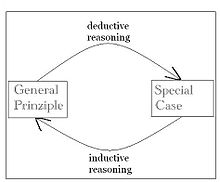 deductive
reasoning
General
Prinziple
Special
Case
inductive
reasoning